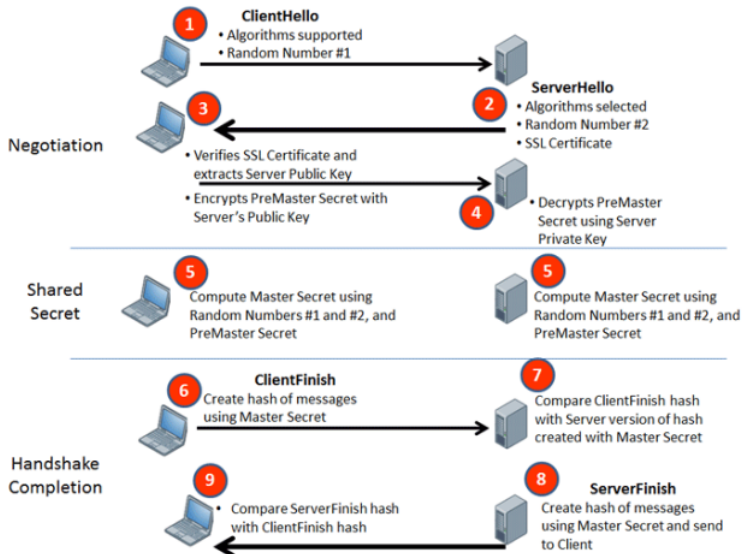 1
ClientHello
• Algorithms supported
• Random Number #1
Negotiation
2
ServerHello
• Algorithms selected
• Random Number #2
• SSL Certificate
3
• Verifies SSL Certificate and
extracts Server Public Key
• Encrypts PreMaster Secret with
Server's Public Key
4
• Decrypts PreMaster
Secret using Server
Private Key
Shared
Secret
5
Compute Master Secret using
Random Numbers #1 and #2, and
PreMaster Secret
5
Compute Master Secret using
Random Numbers #1 and #2, and
PreMaster Secret
Handshake
Completion
6
ClientFinish
Create hash of messages
using Master Secret
7
Compare ClientFinish hash
with Server version of hash
created with Master Secret
8
ServerFinish
Create hash of messages
using Master Secret and send
to Client
9
• Compare ServerFinish hash
with ClientFinish hash